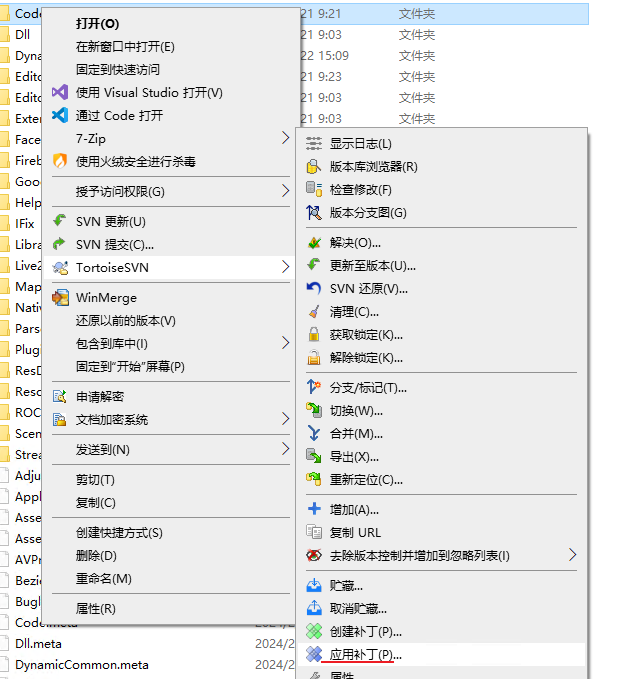 Code
21 9:21
文件夹
Dll
21 9:03
文件夹
Dyna
22 15:09
文件夹
Edito
21 9:23
文件夹
Edito
21 9:03
文件夹
Exter
文件夹
Face
Fireb
Goo
Help
IFix
Libra
Live2
Map
Nativ
Parse
Plug
ResD
Reso
ROC
Scen
Strea
Adju
Appl
Asse
Asse
AVPr
Bezie
Bugl
Code.meta
2024/2
Dll.meta
2024/2
DynamicCommon.meta
2024/2
打开(O)
在新窗口中打开(E)
固定到快速访问
使用 Visual Studio 打开(V)
通过 Code 打开
7-Zip
使用火绒安全进行杀毒
授予访问权限(G)
SVN 更新(U)
SVN 提交(C)...
TortoiseSVN
WinMerge
还原以前的版本(V)
包含到库中(I)
固定到"开始"屏幕(P)
申请解密
文档加密系统
发送到(N)
剪切(T)
复制(C)
创建快捷方式(S)
删除(D)
重命名(M)
属性(R)
显示日志(L)
版本库浏览器(R)
检查修改(F)
版本分支图(G)
解决(O)...
更新至版本(U)...
SVN 还原(V)...
清理(C)...
获取锁定(K)...
解除锁定(K)...
分支/标记(T)...
切换(W)...
合并(M)...
导出(X)...
重新定位(C)...
增加(A)...
复制 URL
去除版本控制并增加到忽略列表(I)
贮藏...
取消贮藏...
创建补丁(P)...
应用补丁(P)...
属性